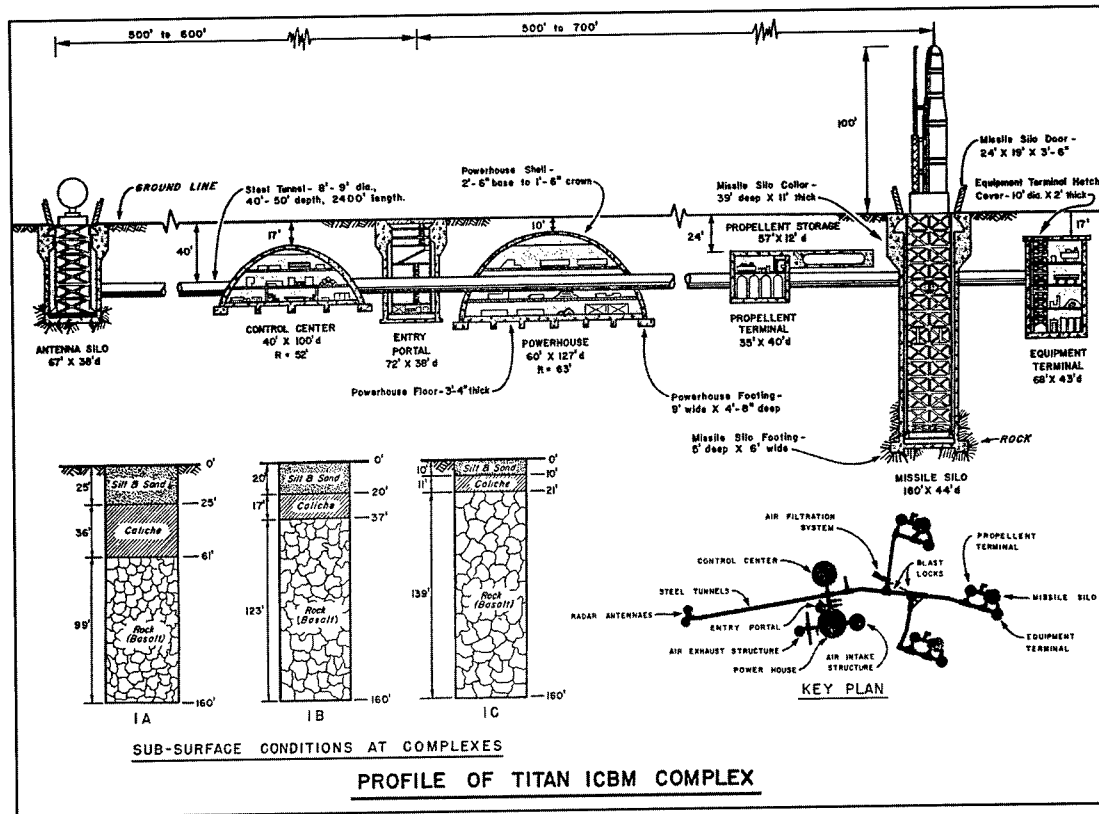 500' to 600'
500' to 700'
100'
Missile Silo Door -
24' X 19' X 3'-6"
Equipment Terminal Hetch
Cover - 10' dia. X 2' thick
Powerhouse Shell -
2'-6" base to 1'-6" crown
Missile Silo Collar -
39' deep X 11' thick
GROUND LINE
Steel Tunnel - 8'- 9' dia.,
40'- 50' depth, 2400' length.
40'
17'
10'
24'
PROPELLENT STORAGE
57' X 12' d
17'
ANTENNA SILO
67' X 38' d
CONTROL CENTER
40' X 100' d
R = 52'
ENTRY
PORTAL
72' X 38' d
POWERHOUSE
60' X 127' d
R = 63'
PROPELLENT
TERMINAL
35' X 40' d
EQUIPMENT
TERMINAL
68' X 43' d
Powerhouse Floor - 3'-4" thick
Powerhouse Footing -
9' wide X 4'-8" deep
Missile Silo Footing -
5' deep X 6' wide
ROCK
MISSILE SILO
160' X 44' d
0'
25'
Silt & Sand
25'
36'
Caliche
61'
99'
Rock
(Basalt)
160'
IA
0'
20'
Silt & Sand
20'
17'
Caliche
37'
123'
Rock
(Basalt)
160'
IB
0'
10'
Silt & Sand
10'
11'
Caliche
21'
139'
Rock
(Basalt)
160'
IC
SUB-SURFACE CONDITIONS AT COMPLEXES
AIR FILTRATION
SYSTEM
PROPELLENT
TERMINAL
CONTROL CENTER
BLAST
LOCKS
STEEL TUNNELS
MISSILE SILO
RADAR ANTENNAES
ENTRY PORTAL
AIR EXHAUST STRUCTURE
POWER HOUSE
AIR INTAKE
STRUCTURE
EQUIPMENT
TERMINAL
KEY PLAN
PROFILE OF TITAN ICBM COMPLEX